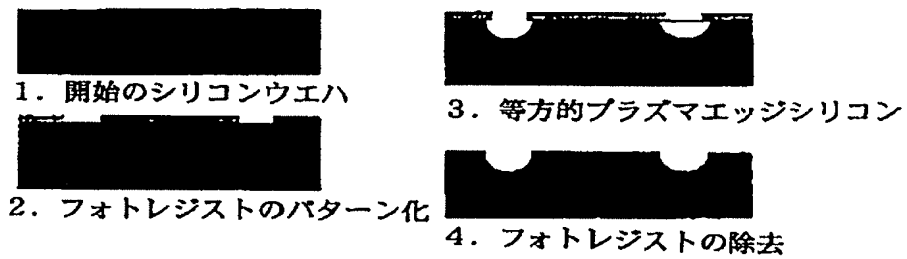 1. 開始のシリコンウエハ
2. フォトレジストのパターン化
3. 等方的プラズマエッジシリコン
4. フォトレジストの除去